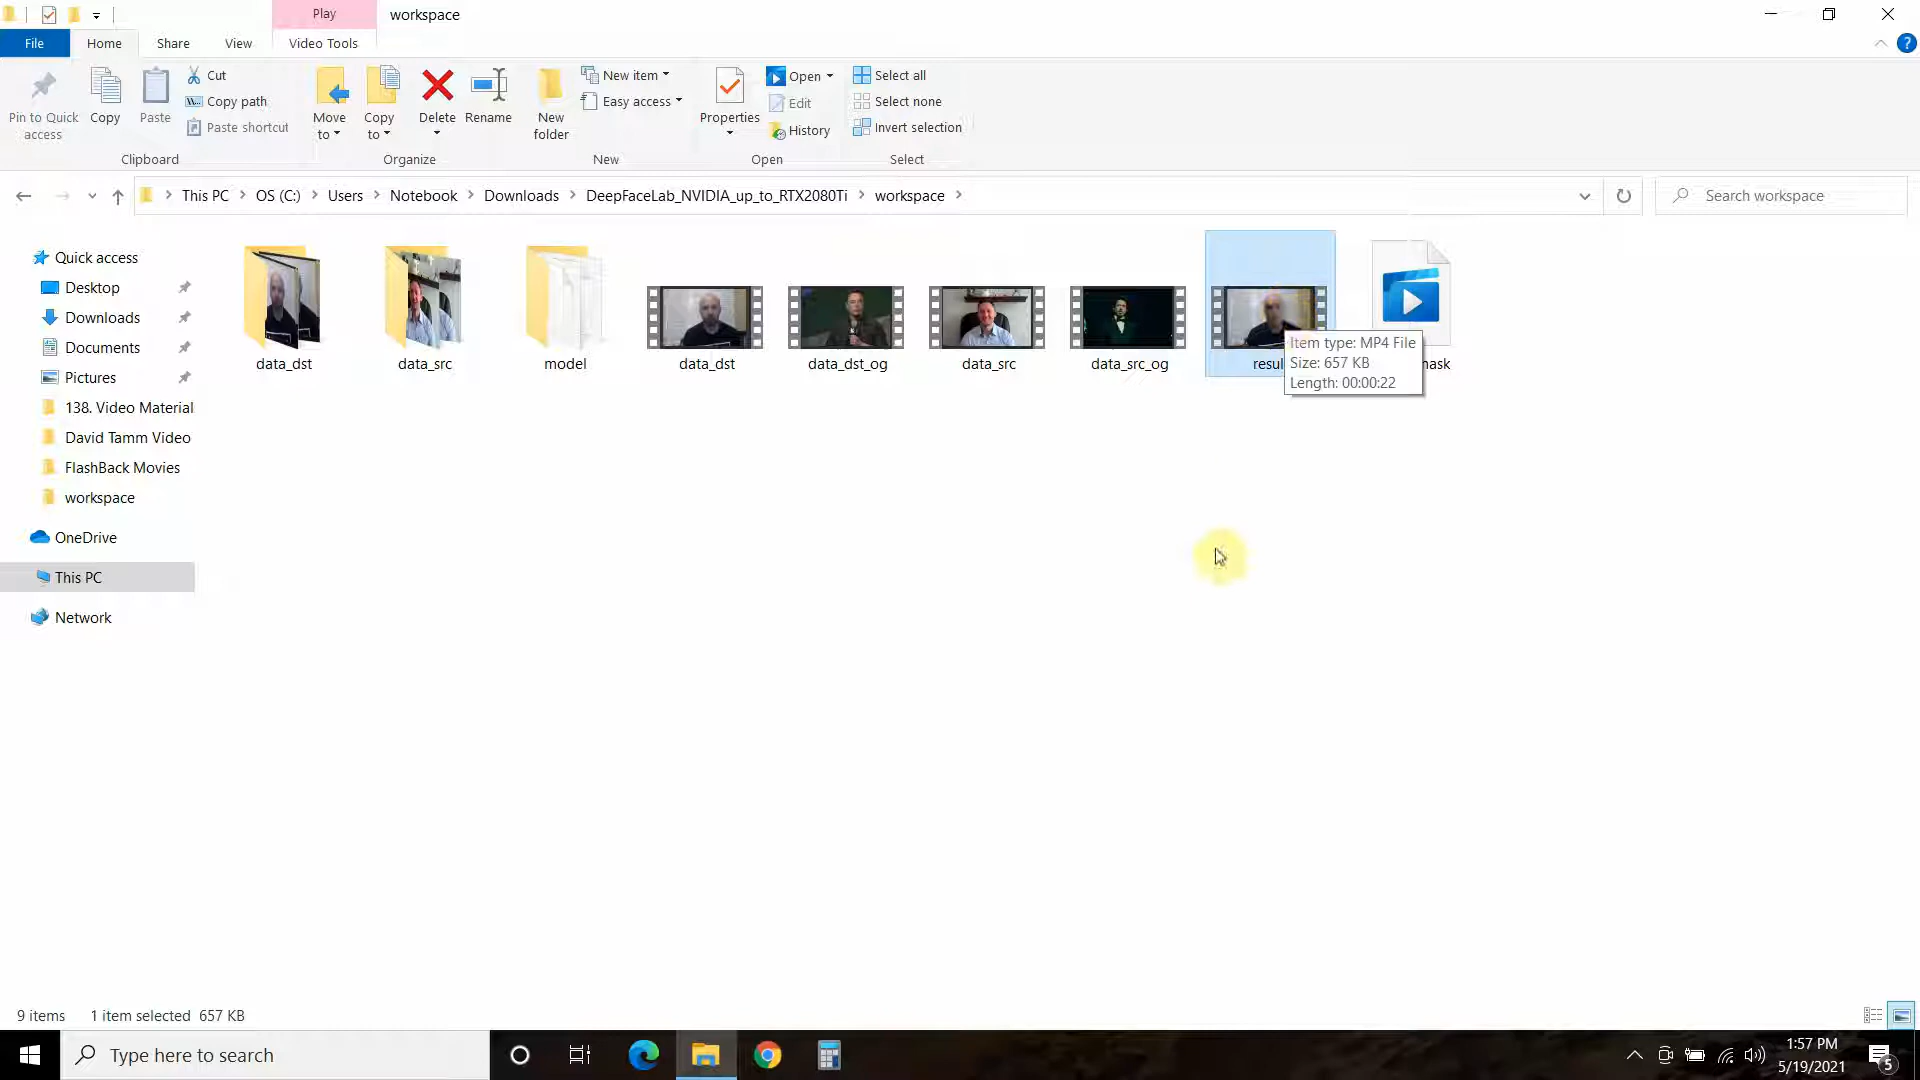 Play
workspace
File
Home
Share
View
Video Tools
Pin to Quick access
Copy
Paste
Cut
Copy path
Paste shortcut
Clipboard
Move to
Copy to
Delete
Rename
Organize
New folder
New item
Easy access
New
Properties
Open
Edit
History
Open
Select all
Select none
Invert selection
Select
This PC > OS (C:) > Users > Notebook > Downloads > DeepFaceLab_NVIDIA_up_to_RTX2080Ti > workspace >
Search workspace
Quick access
Desktop
Downloads
Documents
Pictures
138. Video Material
David Tamm Video
FlashBack Movies
workspace
OneDrive
This PC
Network
data_dst
data_src
model
data_dst
data_dst_og
data_src
data_src_og
resul
mask
Item type: MP4 File
Size: 657 KB
Length: 00:00:22
9 items
1 item selected 657 KB
Type here to search
1:57 PM
5/19/2021
5